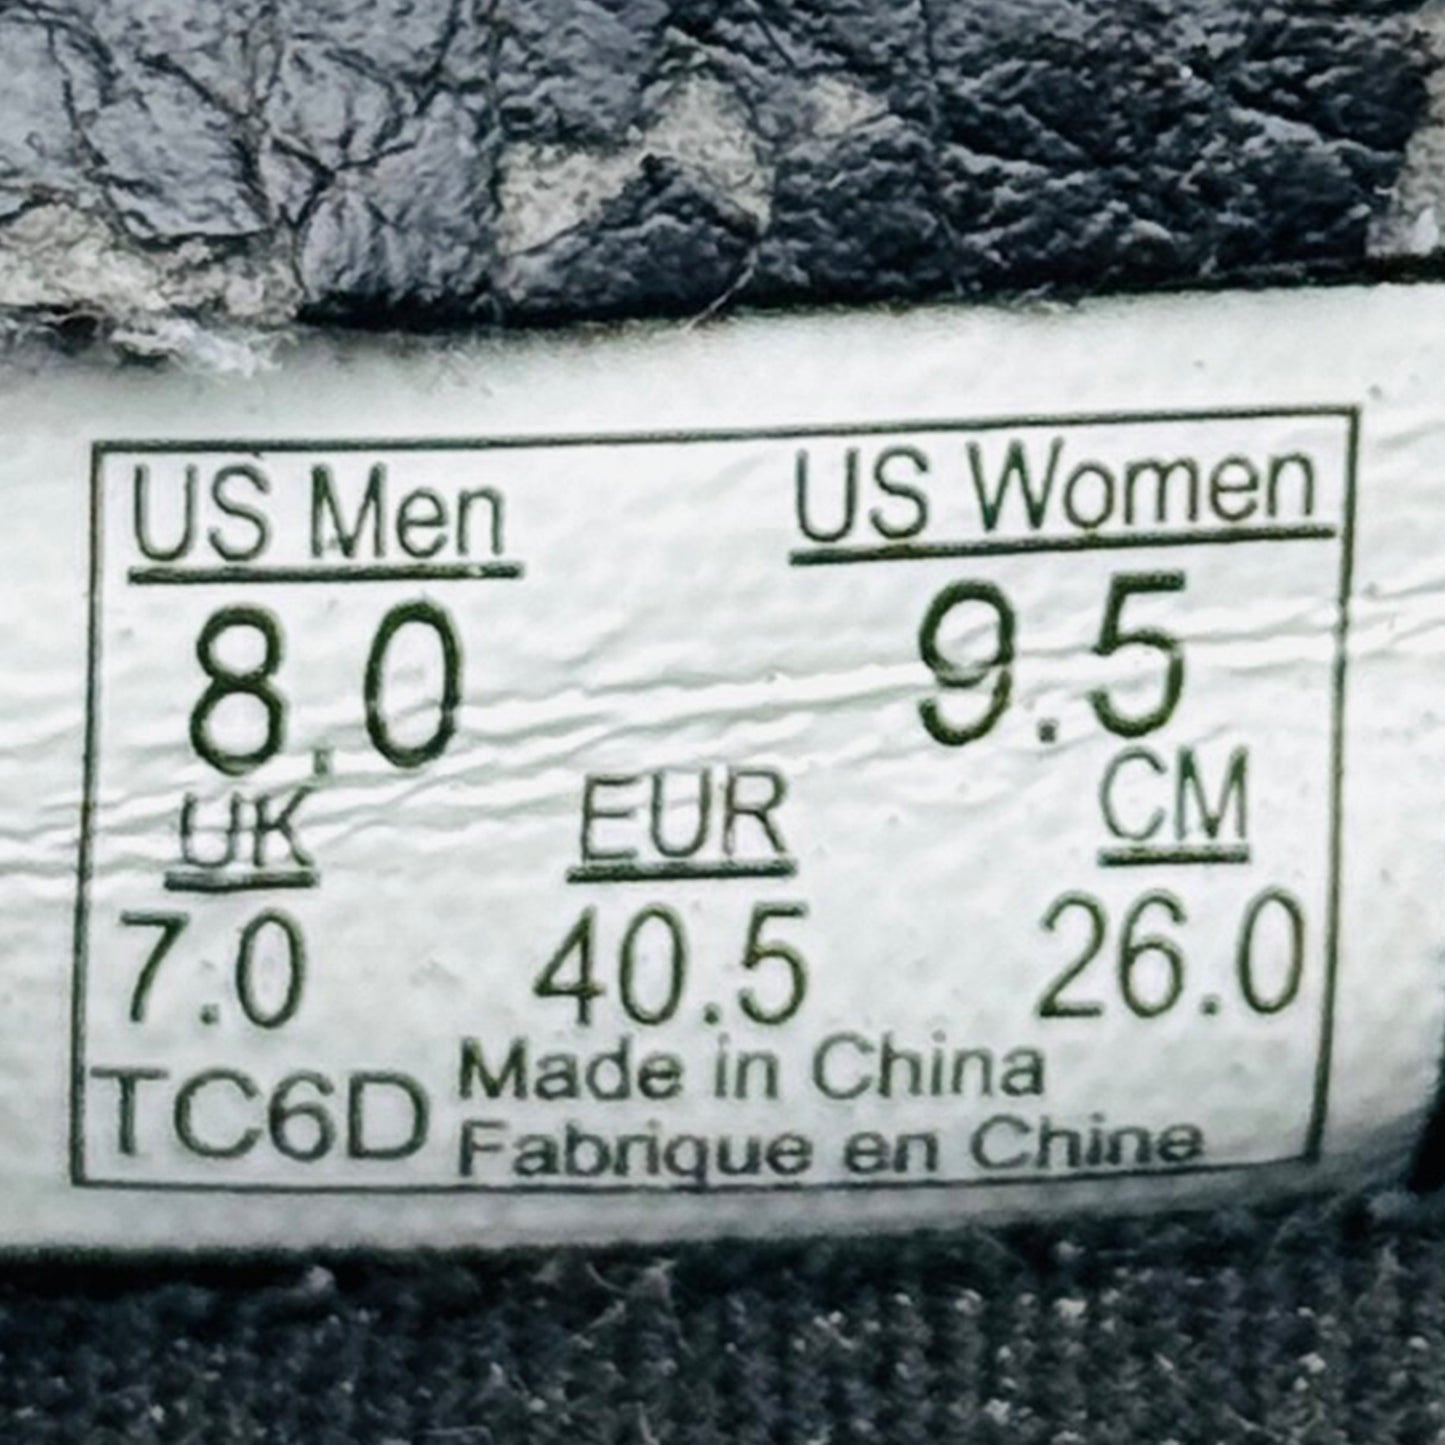 US Men US Women
8.0 9.5
UK EUR CM
7.0 40.5 26.0
TC6D Made in China
Fabrique en Chine